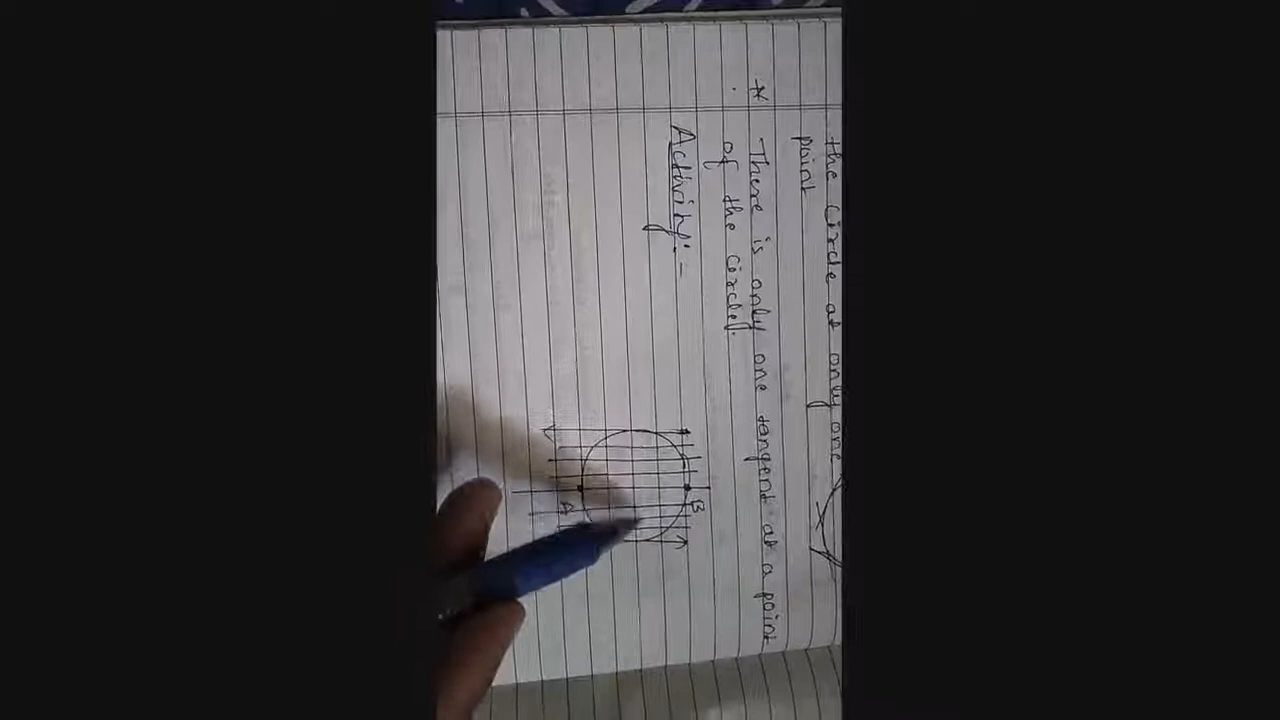 the circle at only one
point
* There is only one tangent at a point
of the circle.
Activity:-
B
A